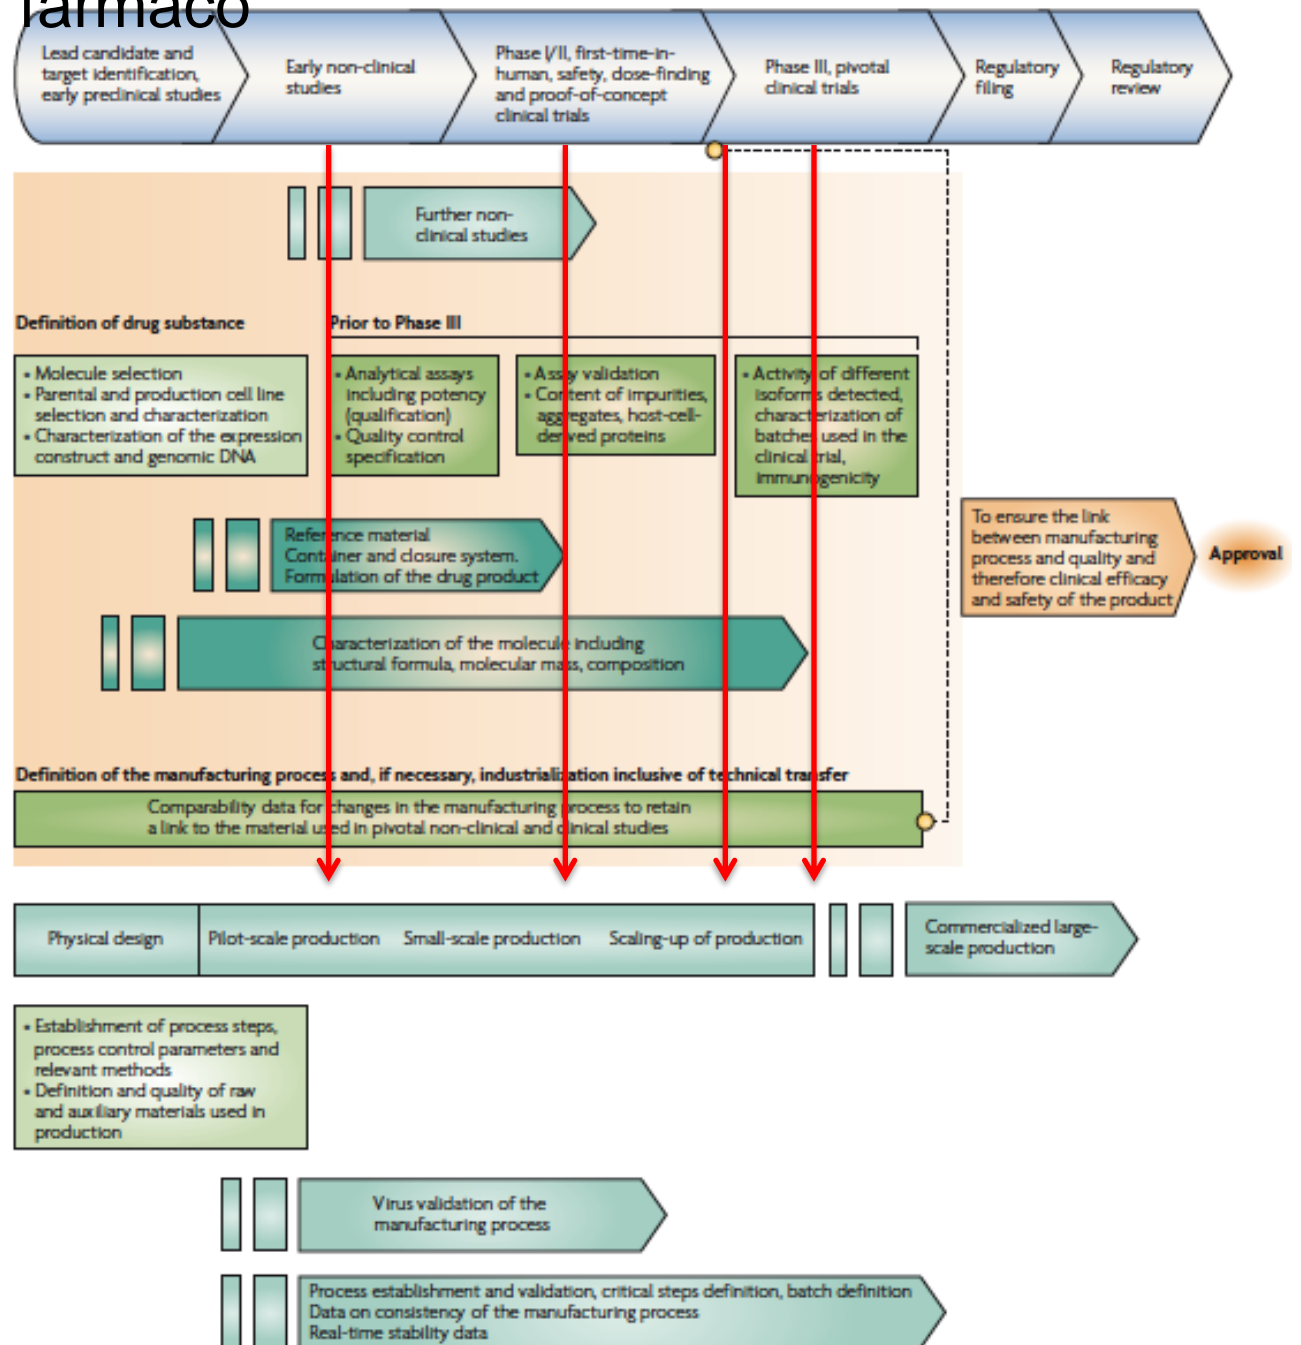 farmaco
Lead candidate and
target identification,
early preclinical studies
Early non-clinical
studies
Phase I/II, first-time-in-
human, safety, dose-finding
and proof-of-concept
clinical trials
Phase III, pivotal
clinical trials
Regulatory
filing
Regulatory
review
Further non-
clinical studies
Definition of drug substance
Prior to Phase III
• Molecule selection
• Parental and production cell line
selection and characterization
• Characterization of the expression
construct and genomic DNA
• Analytical assays
including potency
(qualification)
• Quality control
specification
• Assay validation
• Content of impurities,
aggregates, host-cell-
derived proteins
• Activity of different
isoforms detected,
characterization of
batches used in the
clinical trial,
immunogenicity
Reference material
Container and closure system.
Formulation of the drug product
To ensure the link
between manufacturing
process and quality and
therefore clinical efficacy
and safety of the product
Approval
Characterization of the molecule including
structural formula, molecular mass, composition
Definition of the manufacturing process and, if necessary, industrialization inclusive of technical transfer
Comparability data for changes in the manufacturing process to retain
a link to the material used in pivotal non-clinical and clinical studies
Physical design
Pilot-scale production
Small-scale production
Scaling-up of production
Commercialized large-
scale production
• Establishment of process steps,
process control parameters and
relevant methods
• Definition and quality of raw
and auxiliary materials used in
production
Virus validation of the
manufacturing process
Process establishment and validation, critical steps definition, batch definition
Data on consistency of the manufacturing process
Real-time stability data